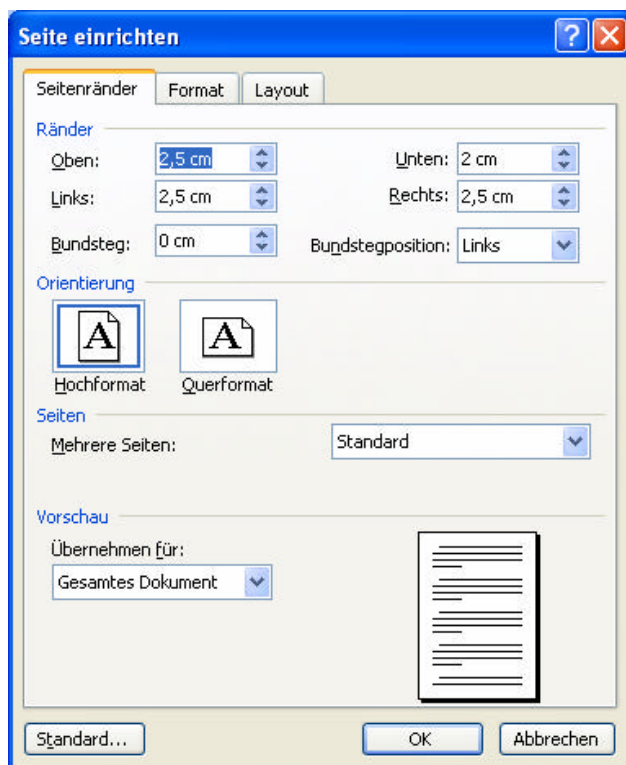 Seite einrichten
Seitenränder Format Layout
Ränder
Oben: 2,5 cm Unten: 2 cm
Links: 2,5 cm Rechts: 2,5 cm
Bundsteg: 0 cm Bundstegposition: Links
Orientierung
A A
Hochformat Querformat
Seiten
Mehrere Seiten: Standard
Vorschau
Übernehmen für:
Gesamtes Dokument
Standard... OK Abbrechen